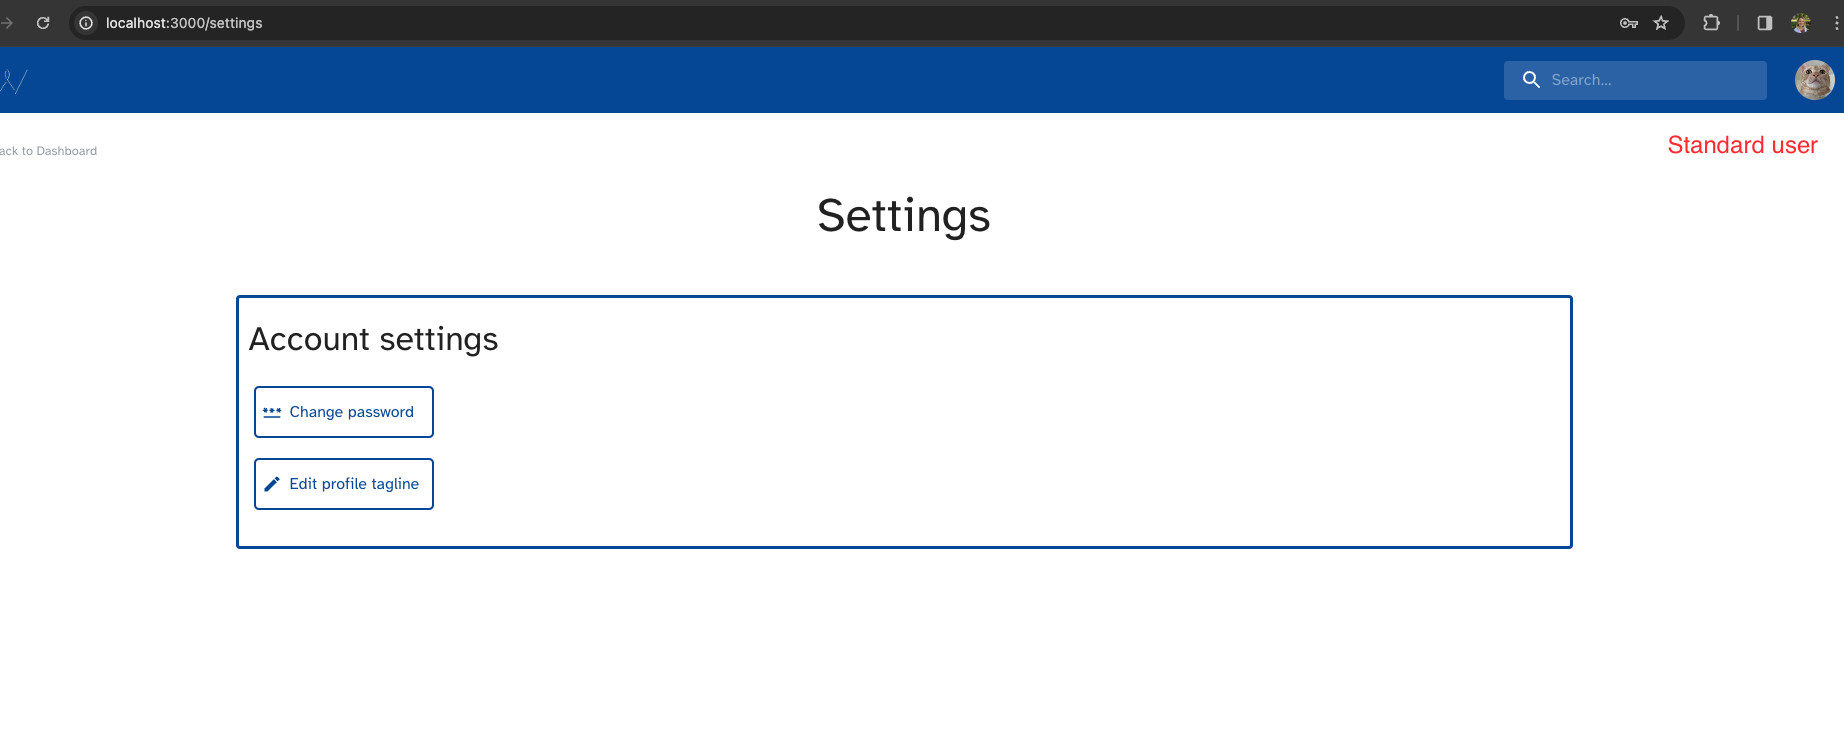 localhost:3000/settings
Search...
ack to Dashboard
Standard user
Settings
Account settings
*** Change password
Edit profile tagline